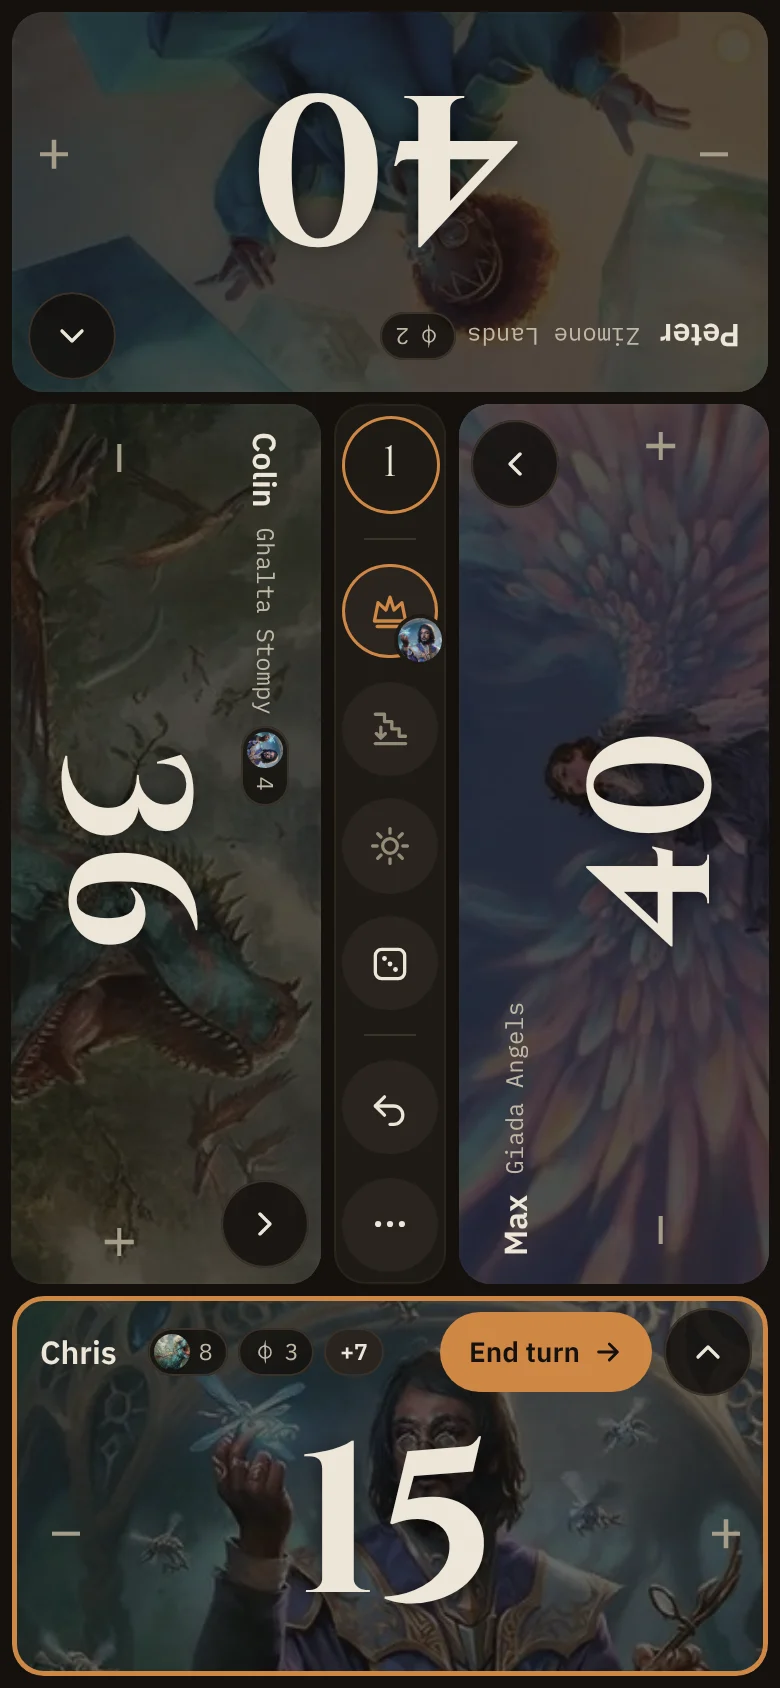 40
Peter Zimone Lands 2
Colin Ghalta Stompy 4
36
1
40
Max Giada Angels
Chris 8 3 +7 End turn
15